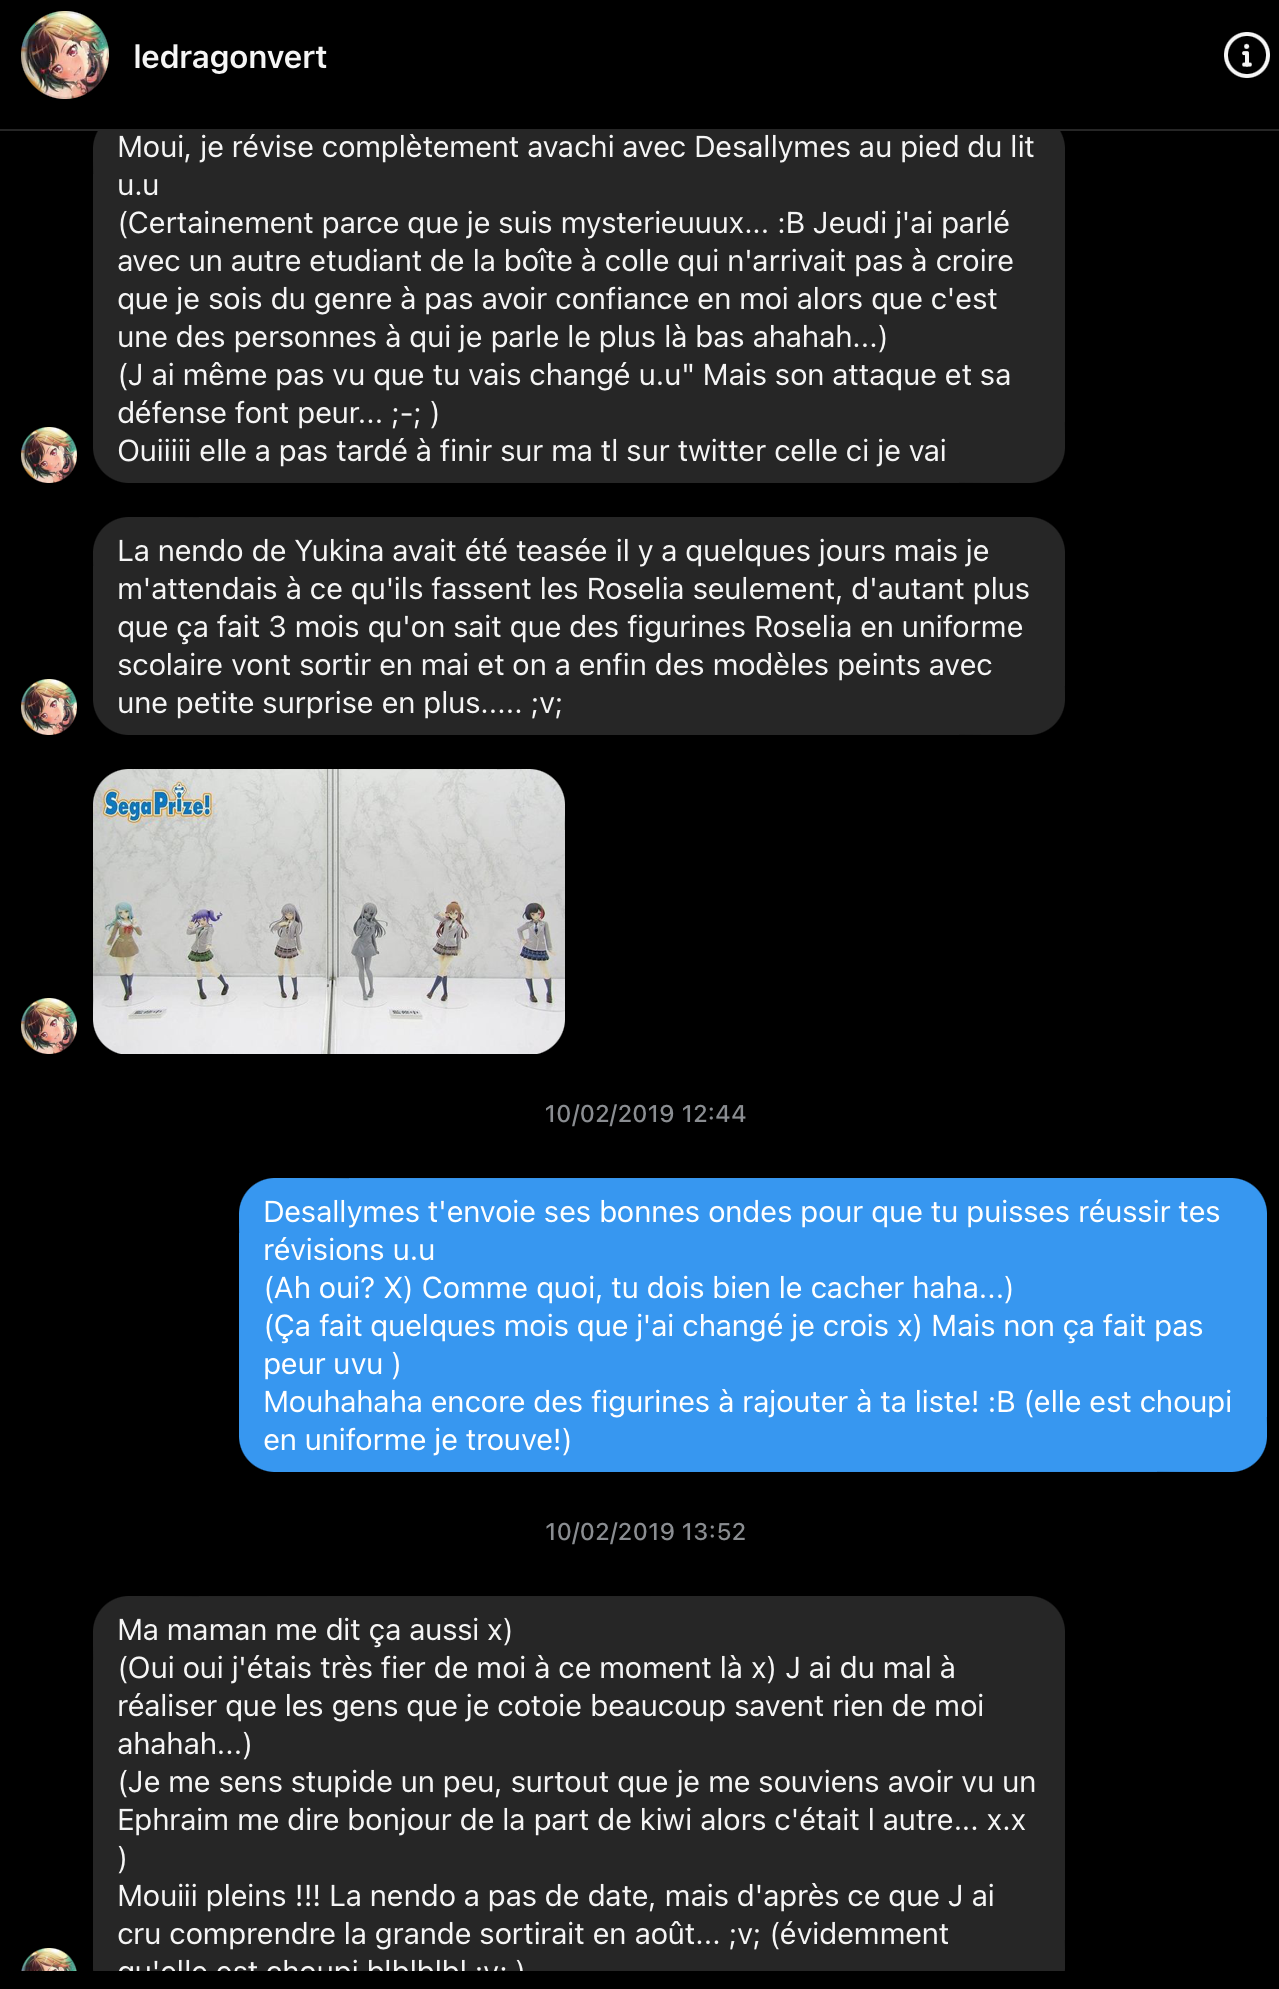 ledragonvert
Moui, je révise complètement avachi avec Desallymes au pied du lit
u.u
(Certainement parce que je suis mysterieuuux... :B Jeudi j'ai parlé
avec un autre etudiant de la boîte à colle qui n'arrivait pas à croire
que je sois du genre à pas avoir confiance en moi alors que c'est
une des personnes à qui je parle le plus là bas ahahah...)
(J ai même pas vu que tu vais changé u.u" Mais son attaque et sa
défense font peur... ;-; )
Ouiiiii elle a pas tardé à finir sur ma tl sur twitter celle ci je vai
La nendo de Yukina avait été teasée il y a quelques jours mais je
m'attendais à ce qu'ils fassent les Roselia seulement, d'autant plus
que ça fait 3 mois qu'on sait que des figurines Roselia en uniforme
scolaire vont sortir en mai et on a enfin des modèles peints avec
une petite surprise en plus..... ;v;
SegaPrize!
10/02/2019 12:44
Desallymes t'envoie ses bonnes ondes pour que tu puisses réussir tes
révisions u.u
(Ah oui? X) Comme quoi, tu dois bien le cacher haha...)
(Ça fait quelques mois que j'ai changé je crois x) Mais non ça fait pas
peur uvu )
Mouhahaha encore des figurines à rajouter à ta liste! :B (elle est choupi
en uniforme je trouve!)
10/02/2019 13:52
Ma maman me dit ça aussi x)
(Oui oui j'étais très fier de moi à ce moment là x) J ai du mal à
réaliser que les gens que je cotoie beaucoup savent rien de moi
ahahah...)
(Je me sens stupide un peu, surtout que je me souviens avoir vu un
Ephraim me dire bonjour de la part de kiwi alors c'était l autre... x.x
)
Mouiii pleins !!! La nendo a pas de date, mais d'après ce que J ai
cru comprendre la grande sortirait en août... ;v; (évidemment
qu'elle est choupi blblblbl ;v; )